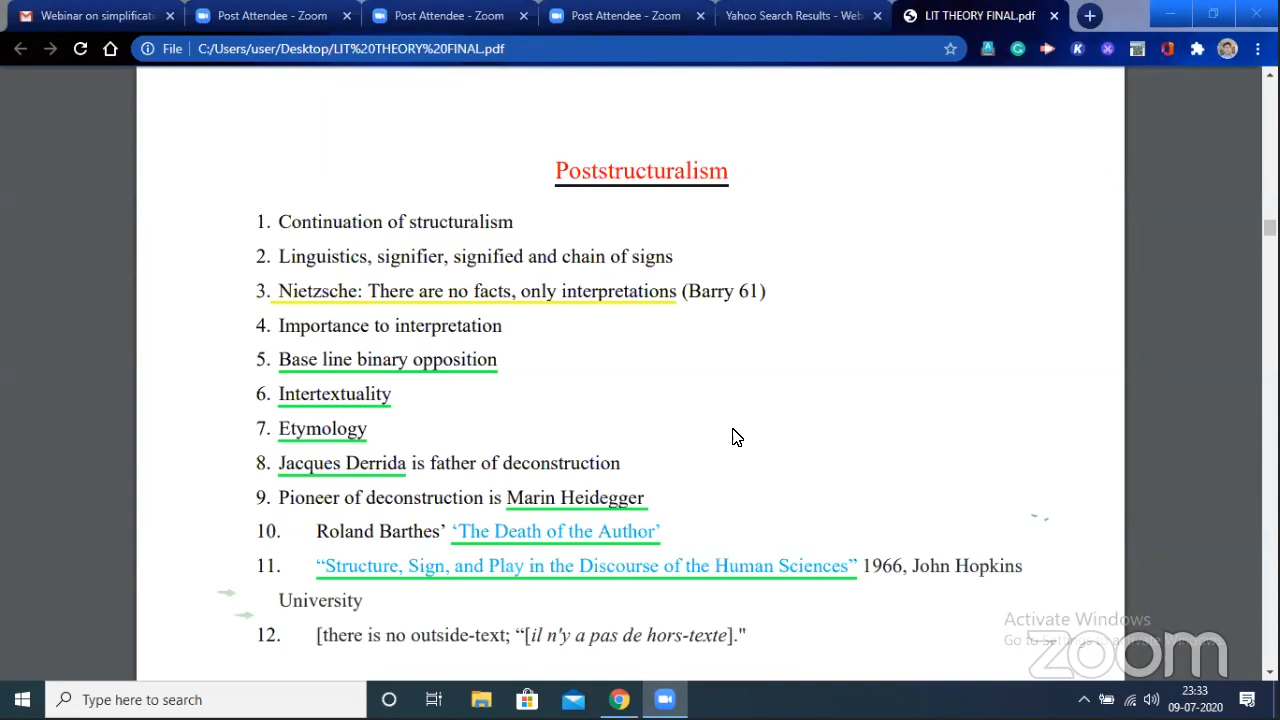 Webinar on simplificat
Post Attendee - Zoom
Post Attendee - Zoom
Post Attendee - Zoom
Yahoo Search Results - Web
LIT THEORY FINAL.pdf
File
C:/Users/user/Desktop/LIT%20THEORY%20FINAL.pdf
Poststructuralism
1. Continuation of structuralism
2. Linguistics, signifier, signified and chain of signs
3. Nietzsche: There are no facts, only interpretations (Barry 61)
4. Importance to interpretation
5. Base line binary opposition
6. Intertextuality
7. Etymology
8. Jacques Derrida is father of deconstruction
9. Pioneer of deconstruction is Marin Heidegger
10. Roland Barthes’ ‘The Death of the Author’
11. “Structure, Sign, and Play in the Discourse of the Human Sciences” 1966, John Hopkins
University
12. [there is no outside-text; “[il n'y a pas de hors-texte]."
Activate Windows
Go to Settings to activate Windows.
zoom
Type here to search
23:33
09-07-2020